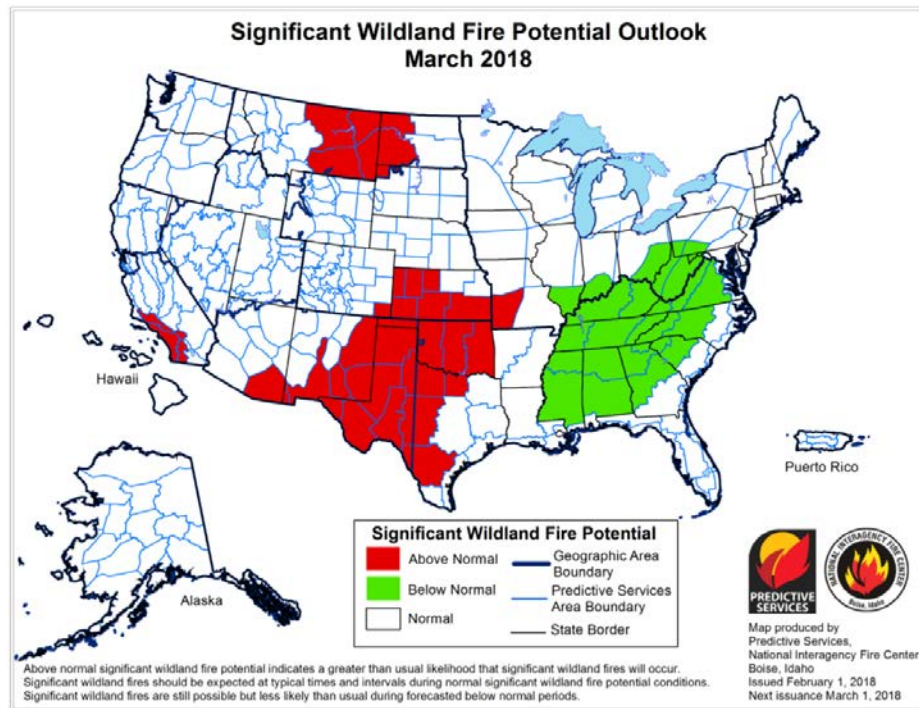 Significant Wildland Fire Potential Outlook
March 2018
Hawaii
Puerto Rico
Alaska
Significant Wildland Fire Potential
Above Normal
Below Normal
Normal
Geographic Area
Boundary
Predictive Services
Area Boundary
State Border
PREDICTIVE
SERVICES
NATIONAL INTERAGENCY FIRE CENTER
Boise, Idaho
Map produced by
Predictive Services,
National Interagency Fire Center
Boise, Idaho
Issued February 1, 2018
Next issuance March 1, 2018
Above normal significant wildland fire potential indicates a greater than usual likelihood that significant wildland fires will occur.
Significant wildland fires should be expected at typical times and intervals during normal significant wildland fire potential conditions.
Significant wildland fires are still possible but less likely than usual during forecasted below normal periods.